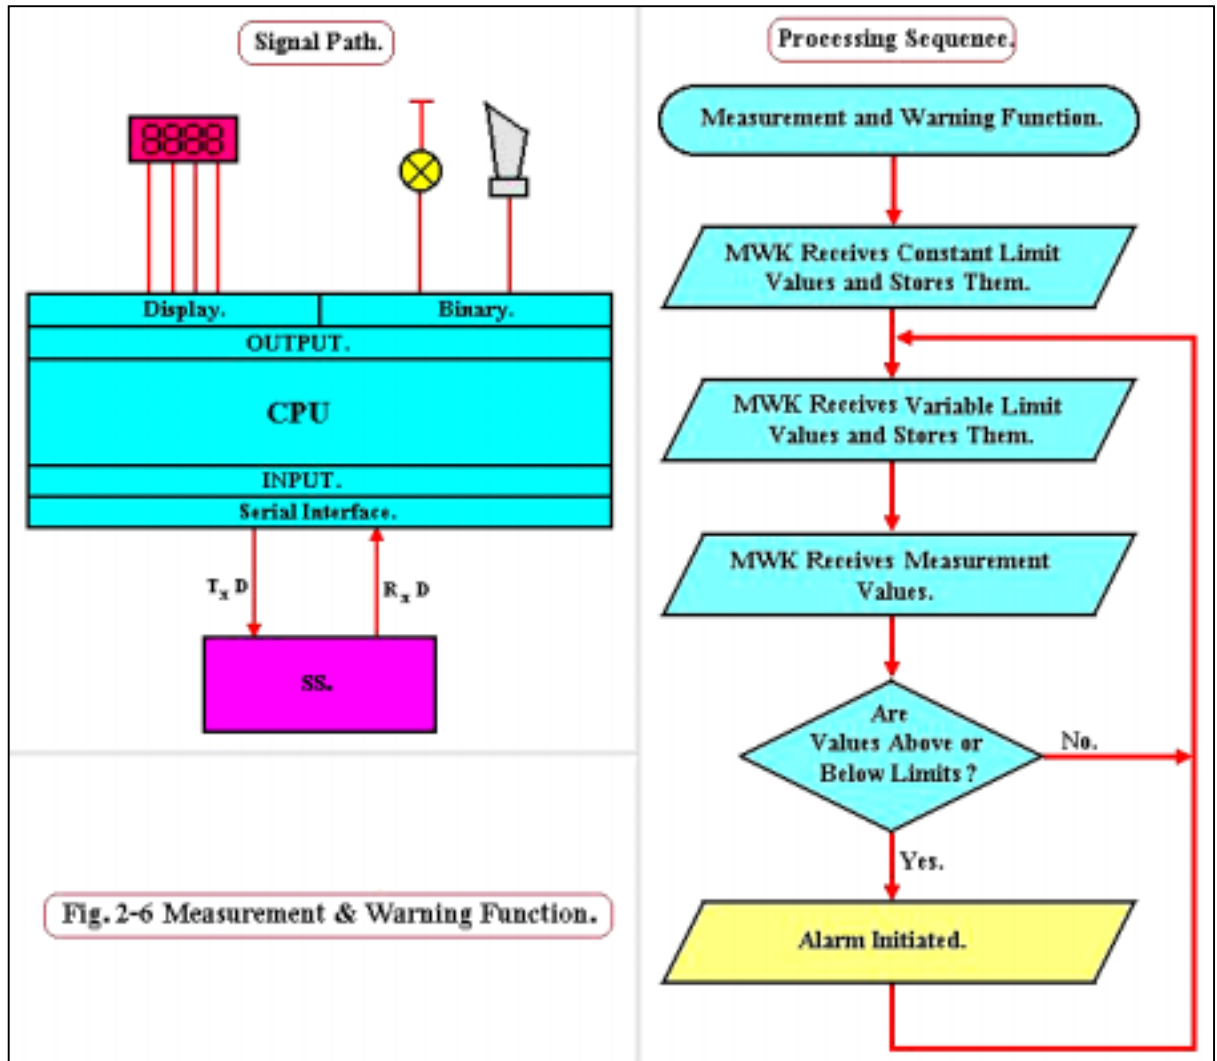 Signal Path.
8888
Display.
Binary.
OUTPUT.
CPU
INPUT.
Serial Interface.
Tx D
Rx D
SS.
Fig. 2-6 Measurement & Warning Function.
Processing Sequence.
Measurement and Warning Function.
MWK Receives Constant Limit
Values and Stores Them.
MWK Receives Variable Limit
Values and Stores Them.
MWK Receives Measurement
Values.
Are
Values Above or
Below Limits ?
No.
Yes.
Alarm Initiated.